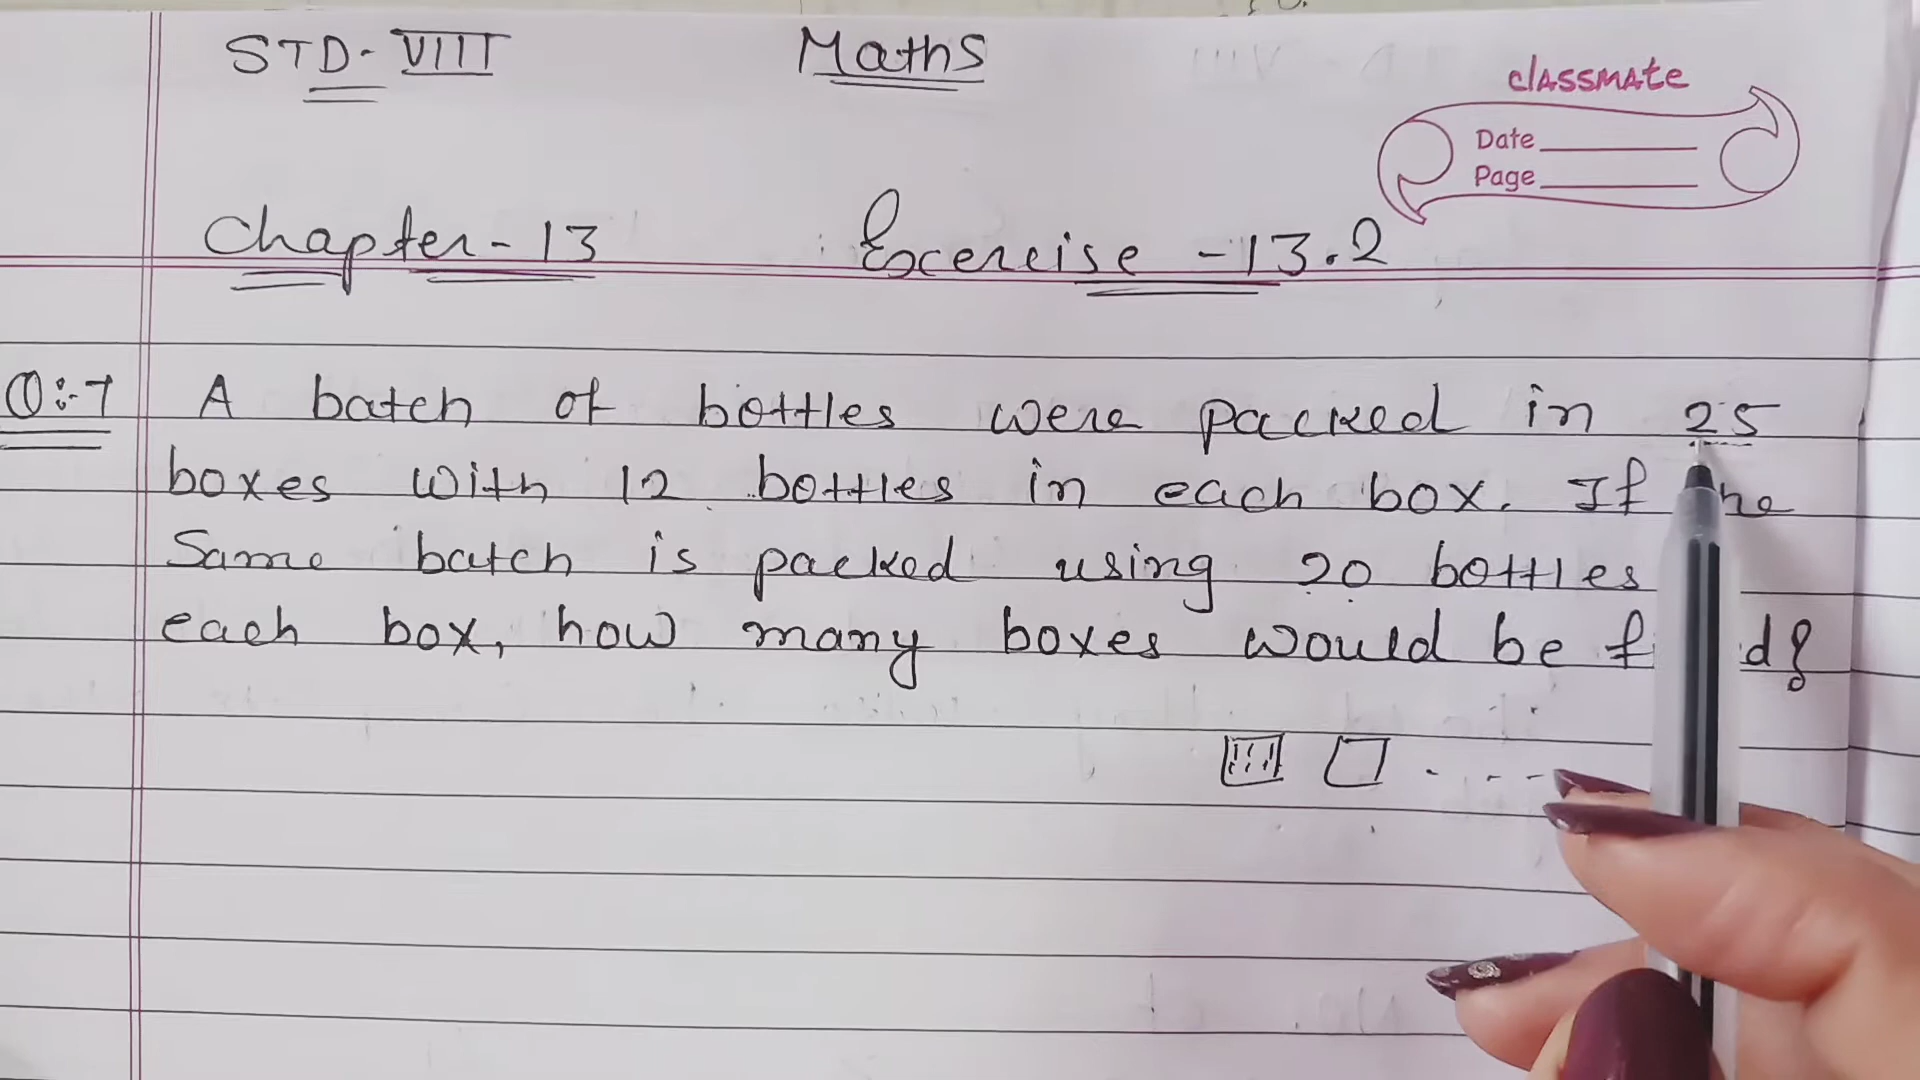 STD- VIII Maths
classmate
Date
Page
Chapter-13 Exercise -13.2
Q:-7 A batch of bottles were packed in 25
boxes with 12 bottles in each box. If
Same batch is packed using 20 bottles
each box, how many boxes would be